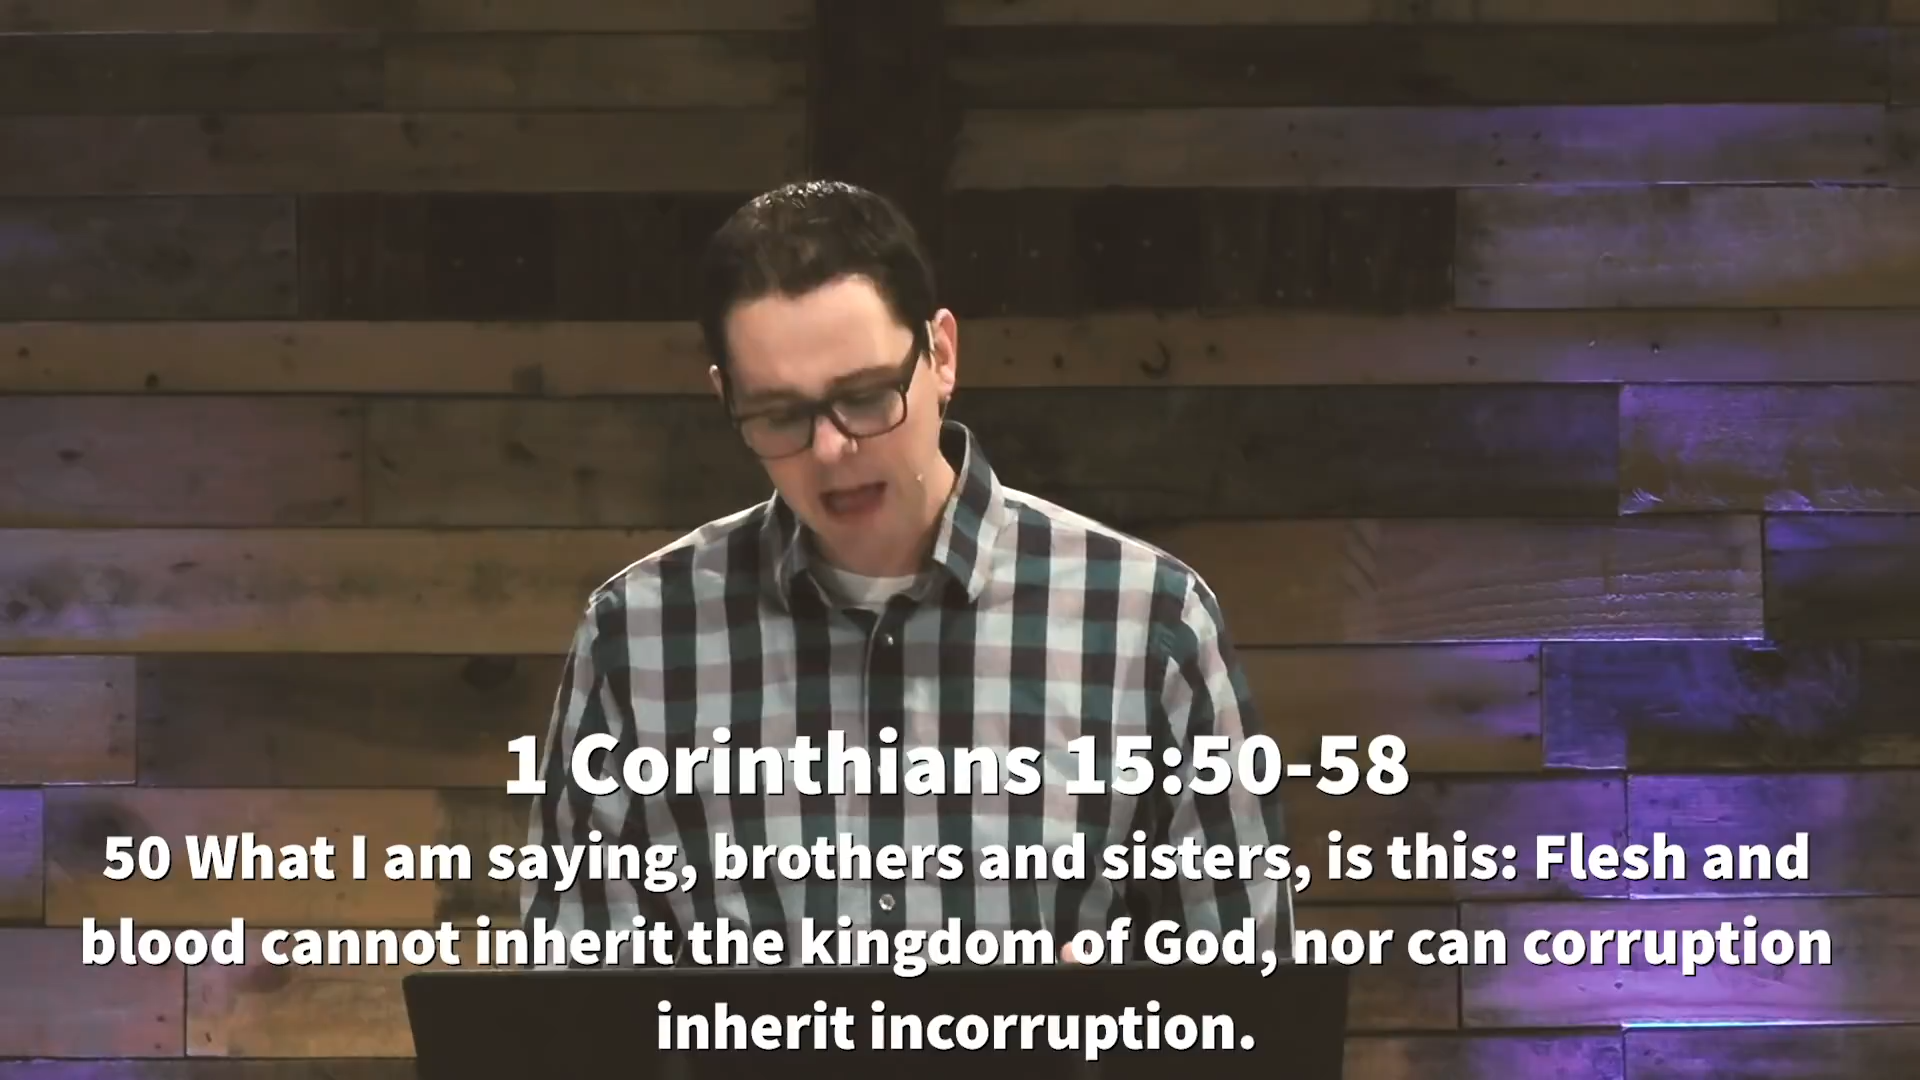 1 Corinthians 15:50-58
50 What I am saying, brothers and sisters, is this: Flesh and
blood cannot inherit the kingdom of God, nor can corruption
inherit incorruption.